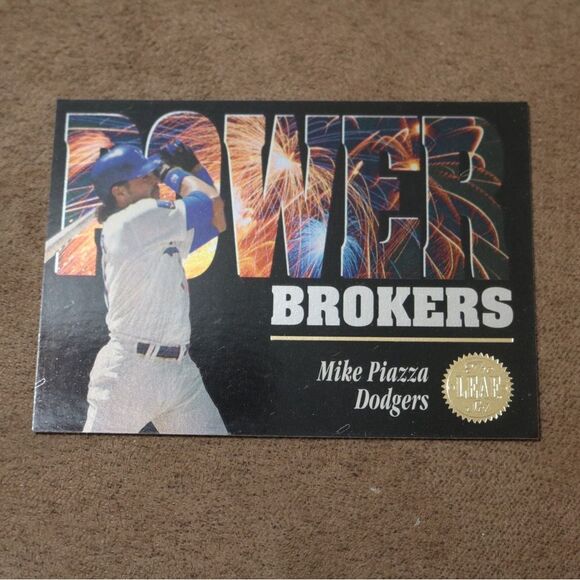 POWER
BROKERS
Mike Piazza
Dodgers
LEAF